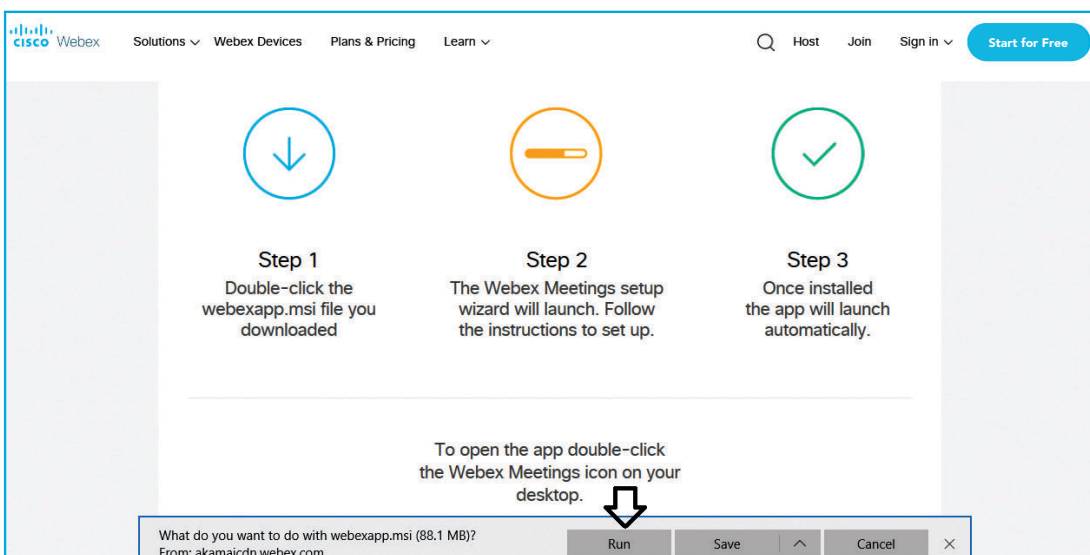 CISCO Webex Solutions Webex Devices Plans & Pricing Learn Host Join Sign in Start for Free
Step 1
Double-click the
webexapp.msi file you
downloaded
Step 2
The Webex Meetings setup
wizard will launch. Follow
the instructions to set up.
Step 3
Once installed
the app will launch
automatically.
To open the app double-click
the Webex Meetings icon on your
desktop.
What do you want to do with webexapp.msi (88.1 MB)?
From: akamaicdn.webex.com
Run Save Cancel